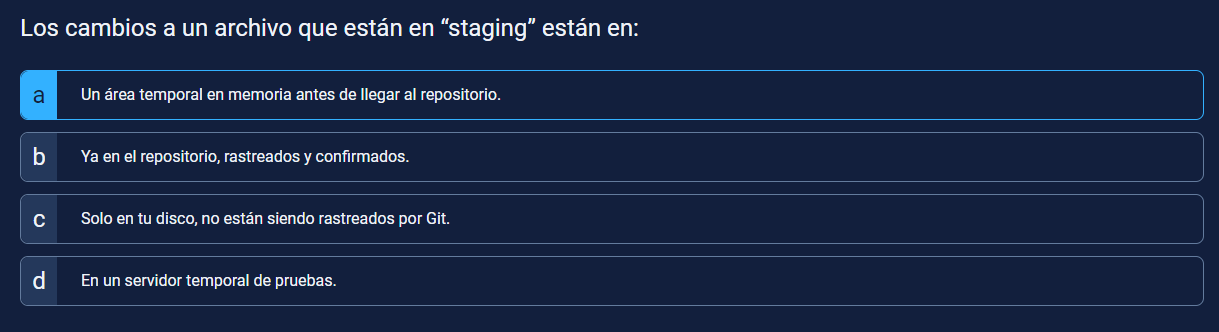 Los cambios a un archivo que están en “staging” están en:
a Un área temporal en memoria antes de llegar al repositorio.
b Ya en el repositorio, rastreados y confirmados.
c Solo en tu disco, no están siendo rastreados por Git.
d En un servidor temporal de pruebas.